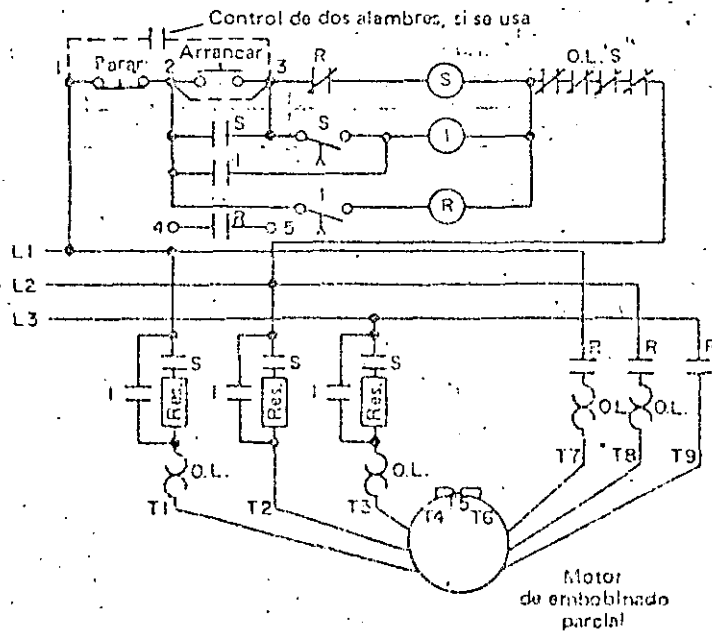 Control de dos alambres, si se usa
Parar
Arrancar
1
2
3
R
S
O.L.'S
S
S
I
I
I
R
4
R
5
L1
L2
L3
I
S
Res.
I
S
Res.
I
S
Res.
R
R
R
O.L.
O.L.
O.L.
O.L.
T1
T2
T3
T4
T5
T6
T7
T8
T9
Motor
de embobinado
parcial